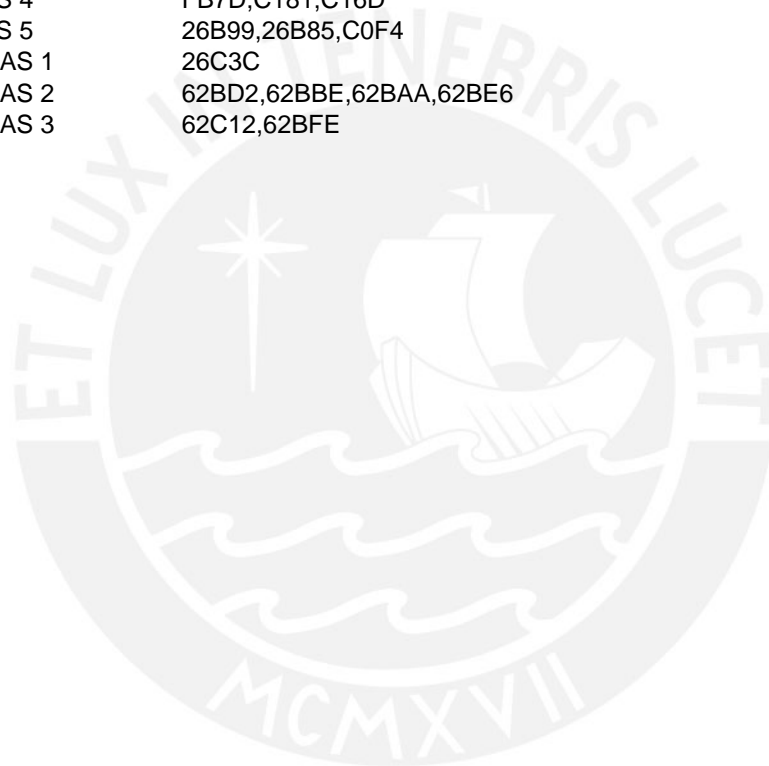 26B99,26B85,C0F4
AS 1 26C3C
AS 2 62BD2,62BBE,62BAA,62BE6
AS 3 62C12,62BFE
ET LUX IN TENEBRIS LUCET
MCMXVII